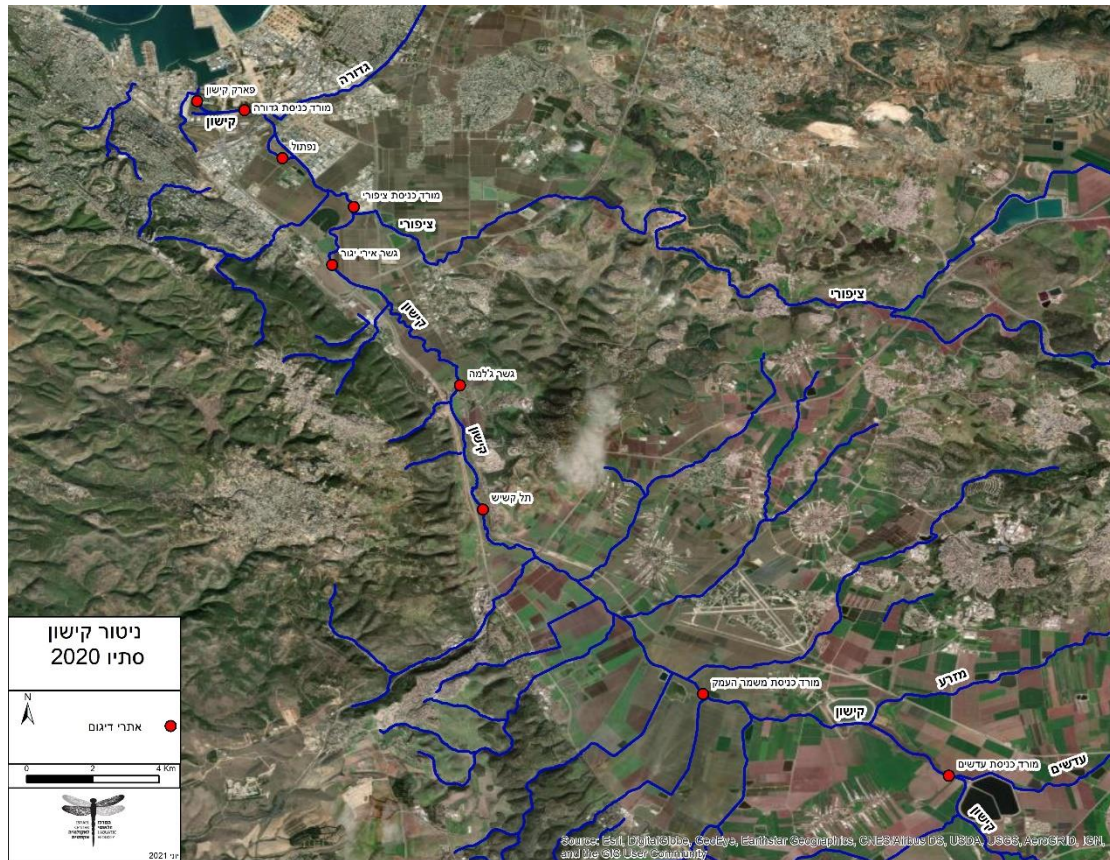 גדורה
פארק קישון
מורד כניסת גדורה
קישון
נפתול
מורד כניסת ציפורי
ציפורי
גשר אירי יגור
ציפורי
קישון
גשר ג'למה
קישון
תל קשיש
ניטור קישון
סתיו 2020
N
אתרי דיגום
0 2 4 Km
יוני 2021
מורד כניסת משמר העמק
מזרע
קישון
מורד כניסת עדשים
עדשים
קישון
Source: Esri, DigitalGlobe, GeoEye, Earthstar Geographics, CNES/Airbus DS, USDA, USGS, AeroGRID, IGN,
and the GIS User Community